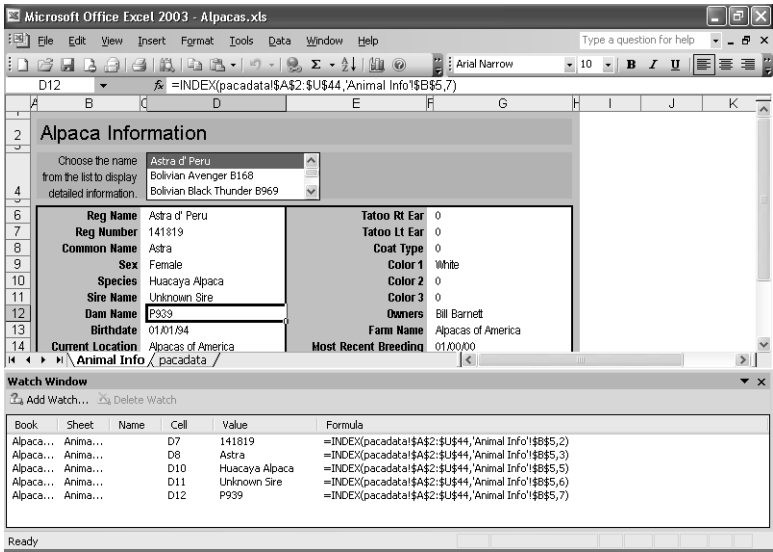 Microsoft Office Excel 2003 - Alpacas.xls
File Edit View Insert Format Tools Data Window Help Type a question for help
Arial Narrow 10 B I U
D12 fx =INDEX(pacadata!$A$2:$U$44,'Animal Info'!$B$5,7)
A B C D E F G H I J K
2 Alpaca Information
Choose the name Astra d' Peru
from the list to display Bolivian Avenger B168
4 detailed information. Bolivian Black Thunder B969
6 Reg Name Astra d' Peru Tatoo Rt Ear 0
7 Reg Number 141819 Tatoo Lt Ear 0
8 Common Name Astra Coat Type 0
9 Sex Female Color 1 White
10 Species Huacaya Alpaca Color 2 0
11 Sire Name Unknown Sire Color 3 0
12 Dam Name P939 Owners Bill Barnett
13 Birthdate 01/01/94 Farm Name Alpacas of America
14 Current Location Alpacas of America Most Recent Breeding 01/00/00
Animal Info pacadata
Watch Window
Add Watch... Delete Watch
Book Sheet Name Cell Value Formula
Alpaca... Anima... D7 141819 =INDEX(pacadata!$A$2:$U$44,'Animal Info'!$B$5,2)
Alpaca... Anima... D8 Astra =INDEX(pacadata!$A$2:$U$44,'Animal Info'!$B$5,3)
Alpaca... Anima... D10 Huacaya Alpaca =INDEX(pacadata!$A$2:$U$44,'Animal Info'!$B$5,5)
Alpaca... Anima... D11 Unknown Sire =INDEX(pacadata!$A$2:$U$44,'Animal Info'!$B$5,6)
Alpaca... Anima... D12 P939 =INDEX(pacadata!$A$2:$U$44,'Animal Info'!$B$5,7)
Ready